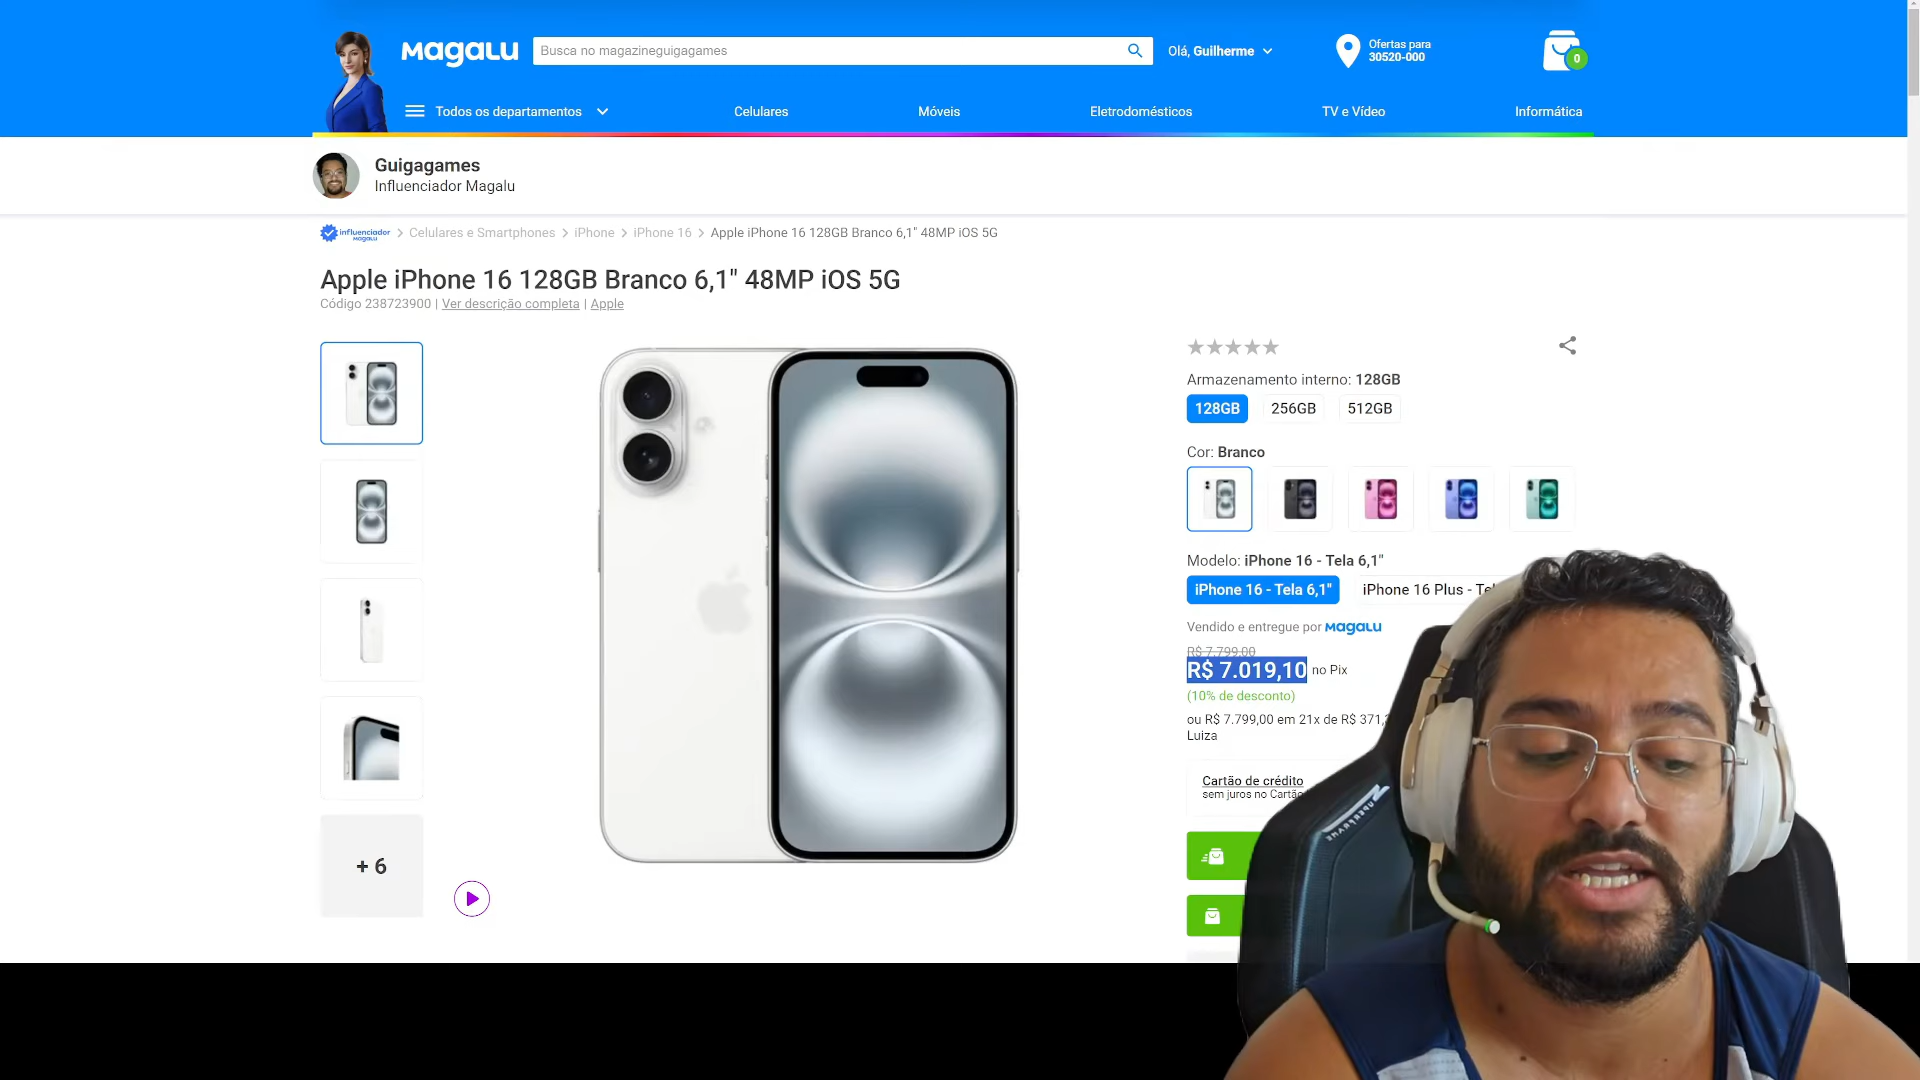 magalu
Busca no magazineguigagames
Olá, Guilherme
Ofertas para
30520-000
0
Todos os departamentos
Celulares
Móveis
Eletrodomésticos
TV e Vídeo
Informática
Guigagames
Influenciador Magalu
influenciador
magalu
Celulares e Smartphones
iPhone
iPhone 16
Apple iPhone 16 128GB Branco 6,1" 48MP iOS 5G
Apple iPhone 16 128GB Branco 6,1" 48MP iOS 5G
Código 238723900 | Ver descrição completa | Apple
+ 6
Armazenamento interno: 128GB
128GB
256GB
512GB
Cor: Branco
Modelo: iPhone 16 - Tela 6,1"
iPhone 16 - Tela 6,1"
iPhone 16 Plus - Te
Vendido e entregue por magalu
R$ 7.799,00
R$ 7.019,10 no Pix
(10% de desconto)
ou R$ 7.799,00 em 21x de R$ 371,
Luiza
Cartão de crédito
sem juros no Cartão